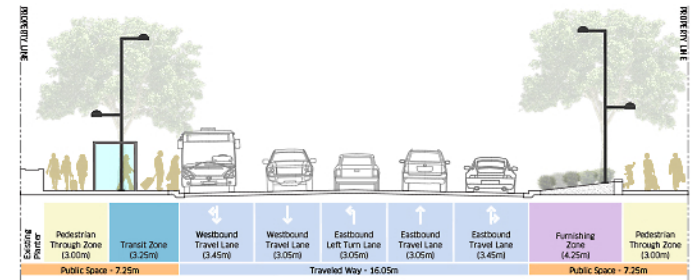 PROPERTY LINE
PROPERTY LINE
Existing
Planter
Pedestrian
Through Zone
(3.00m)
Transit Zone
(3.25m)
Westbound
Travel Lane
(3.45m)
Westbound
Travel Lane
(3.05m)
Eastbound
Left Turn Lane
(3.05m)
Eastbound
Travel Lane
(3.05m)
Eastbound
Travel Lane
(3.45m)
Furnishing
Zone
(4.25m)
Pedestrian
Through Zone
(3.00m)
Public Space - 7.25m
Traveled Way - 16.05m
Public Space - 7.25m